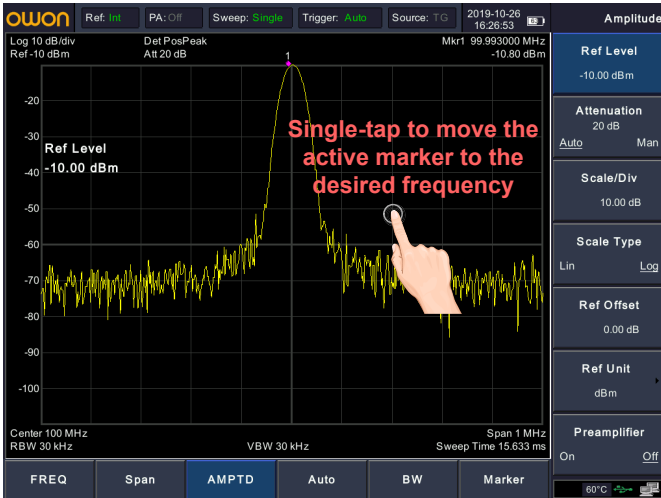 owon
Ref: Int
PA: Off
Sweep: Single
Trigger: Auto
Source: TG
2019-10-26
16:26:53
Amplitude
Log 10 dB/div
Det PosPeak
Mkr1 99.993000 MHz
Ref -10 dBm
Att 20 dB
-10.80 dBm
1
-20
-30
-40
-50
-60
-70
-80
-90
-100
Ref Level
-10.00 dBm
Single-tap to move the
active marker to the
desired frequency
Center 100 MHz
Span 1 MHz
RBW 30 kHz
VBW 30 kHz
Sweep Time 15.633 ms
Ref Level
-10.00 dBm
Attenuation
20 dB
Auto
Man
Scale/Div
10.00 dB
Scale Type
Lin
Log
Ref Offset
0.00 dB
Ref Unit
dBm
Preamplifier
On
Off
FREQ
Span
AMPTD
Auto
BW
Marker
60°C